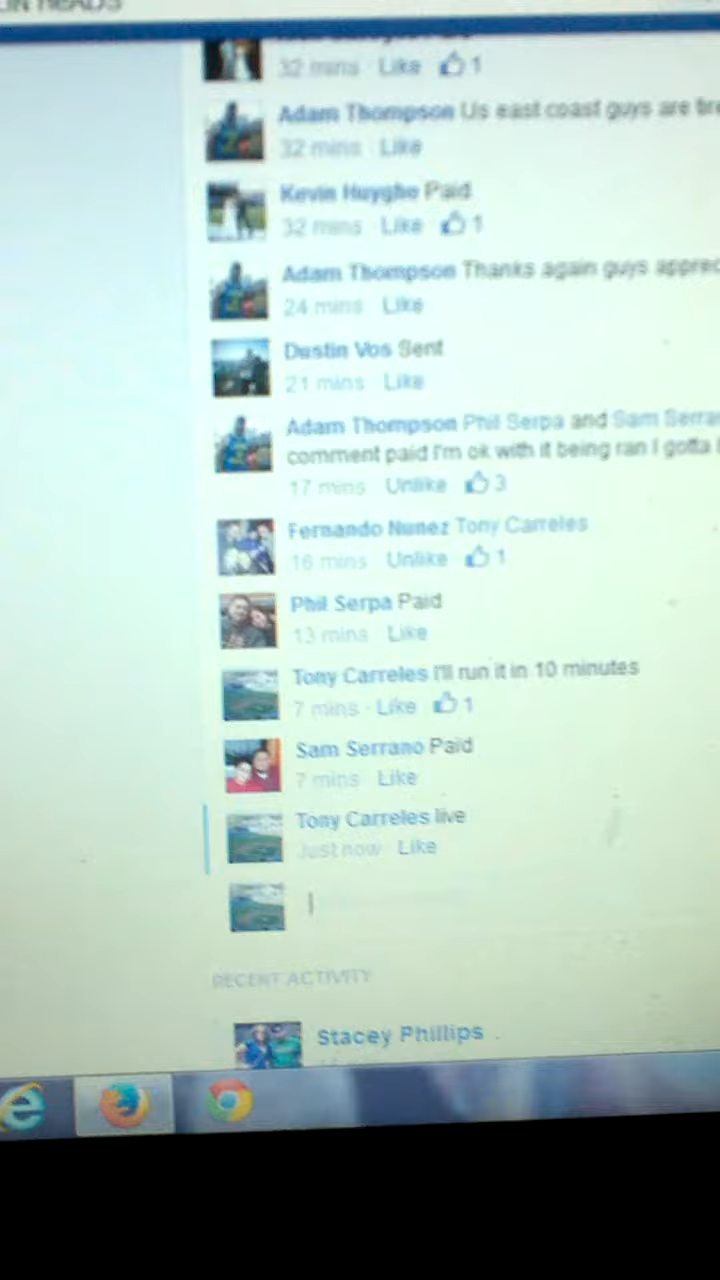 32 mins Like 1
Adam Thompson Us east coast guys are
32 mins Like
Kevin Huyghe Paid
32 mins Like 1
Adam Thompson Thanks again guys
24 mins Like
Dustin Vos Sent
21 mins Like
Adam Thompson Phil Serpa and Sam
comment paid I'm ok with it being ran I gotta
17 mins Unlike 3
Fernando Nunez Tony Carreles
16 mins Unlike 1
Phil Serpa Paid
13 mins Like
Tony Carreles I'll run it in 10 minutes
7 mins · Like 1
Sam Serrano Paid
7 mins Like
Tony Carreles live
Just now Like
RECENT ACTIVITY
Stacey Phillips